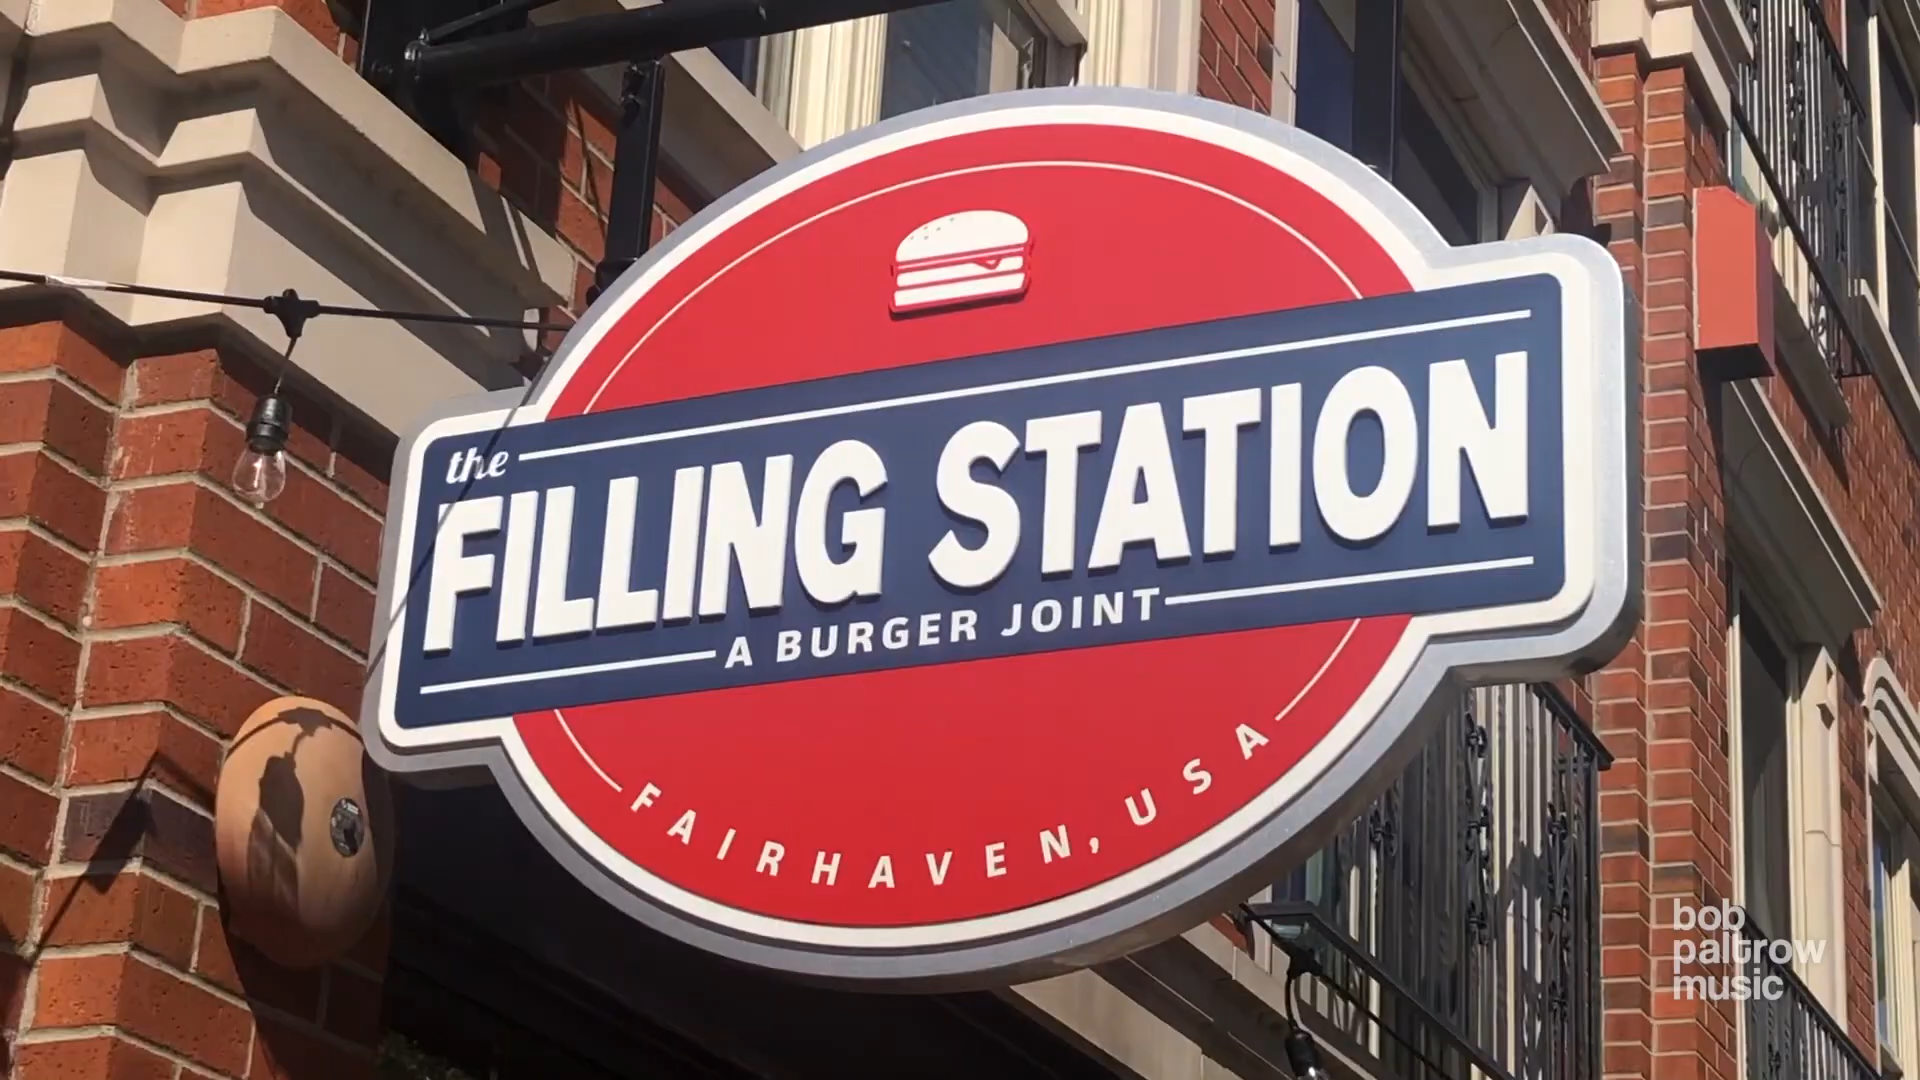 the
FILLING STATION
A BURGER JOINT
FAIRHAVEN, USA
bob
paltrow
music